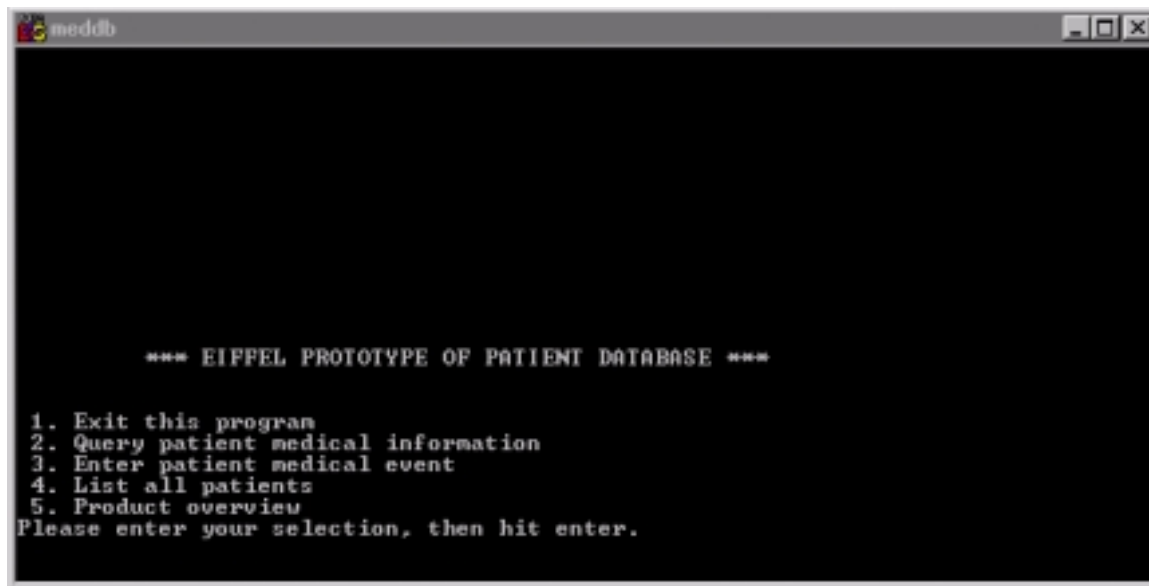 meddb
*** EIFFEL PROTOTYPE OF PATIENT DATABASE ***
1. Exit this program
2. Query patient medical information
3. Enter patient medical event
4. List all patients
5. Product overview
Please enter your selection, then hit enter.